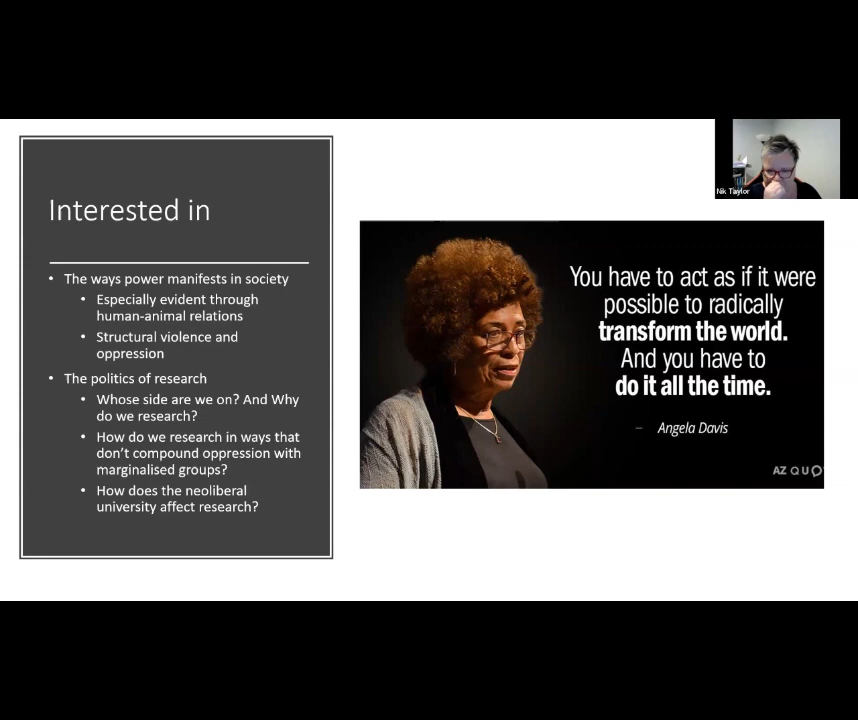 Interested in
• The ways power manifests in society
• Especially evident through
human-animal relations
• Structural violence and
oppression
• The politics of research
• Whose side are we on? And Why
do we research?
• How do we research in ways that
don't compound oppression with
marginalised groups?
• How does the neoliberal
university affect research?
Nik Taylor
You have to act as if it were
possible to radically
transform the world.
And you have to
do it all the time.
– Angela Davis
AZ QUO